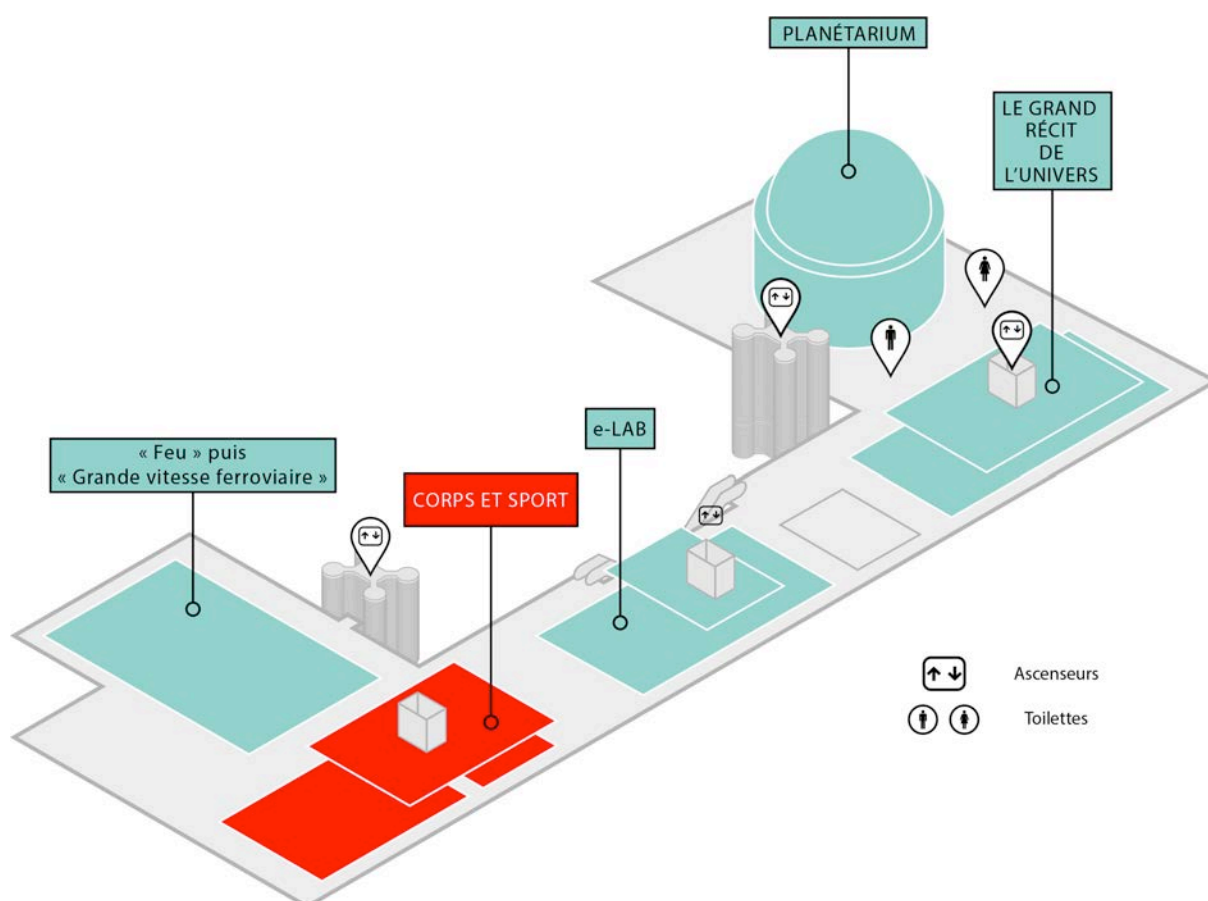 PLANÉTARIUM
LE GRAND
RÉCIT
DE
L'UNIVERS
« Feu » puis
« Grande vitesse ferroviaire »
CORPS ET SPORT
e-LAB
Ascenseurs
Toilettes